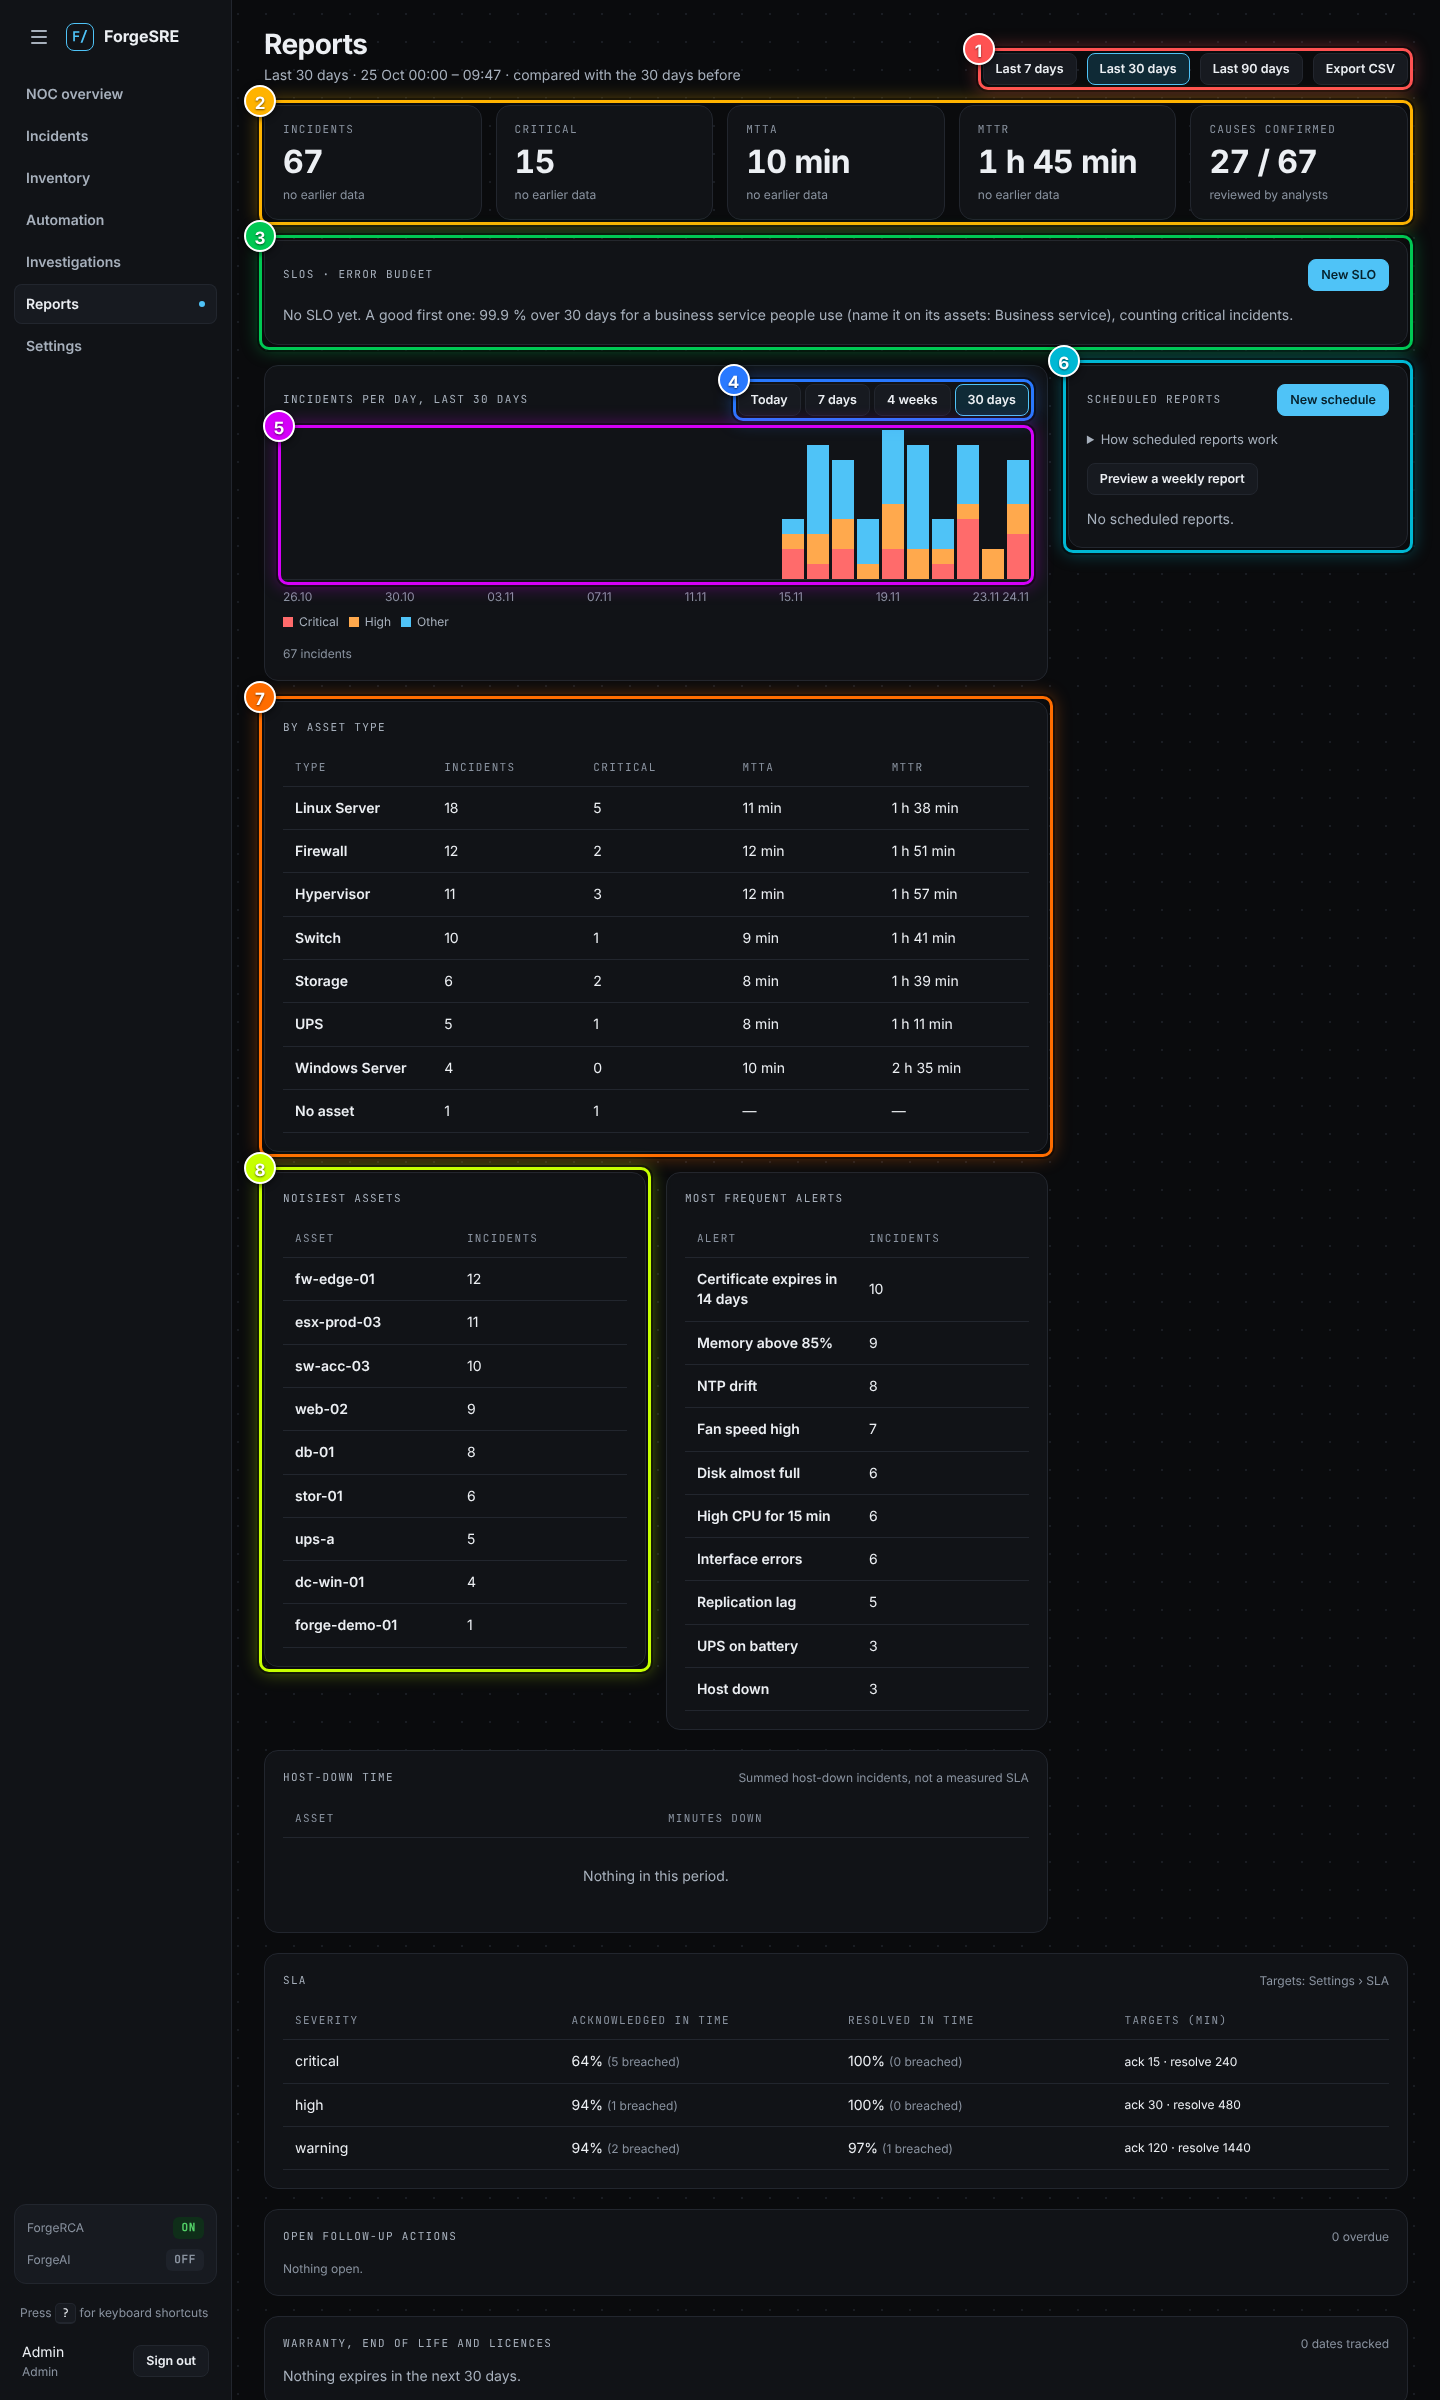 F/ ForgeSRE
NOC overview
Incidents
Inventory
Automation
Investigations
Reports
Settings
Reports
Last 30 days · 25 Oct 00:00 – 09:47 · compared with the 30 days before
1
Last 7 days Last 30 days Last 90 days Export CSV
2
INCIDENTS
67
no earlier data
CRITICAL
15
no earlier data
MTTA
10 min
no earlier data
MTTR
1 h 45 min
no earlier data
CAUSES CONFIRMED
27 / 67
reviewed by analysts
3
SLOS · ERROR BUDGET
New SLO
No SLO yet. A good first one: 99.9 % over 30 days for a business service people use (name it on its assets: Business service), counting critical incidents.
INCIDENTS PER DAY, LAST 30 DAYS
4
Today 7 days 4 weeks 30 days
5
26.10 30.10 03.11 07.11 11.11 15.11 19.11 23.11 24.11
Critical High Other
67 incidents
6
SCHEDULED REPORTS
New schedule
How scheduled reports work
Preview a weekly report
No scheduled reports.
7
BY ASSET TYPE
TYPE INCIDENTS CRITICAL MTTA MTTR
Linux Server 18 5 11 min 1 h 38 min
Firewall 12 2 12 min 1 h 51 min
Hypervisor 11 3 12 min 1 h 57 min
Switch 10 1 9 min 1 h 41 min
Storage 6 2 8 min 1 h 39 min
UPS 5 1 8 min 1 h 11 min
Windows Server 4 0 10 min 2 h 35 min
No asset 1 1 — —
8
NOISIEST ASSETS
ASSET INCIDENTS
fw-edge-01 12
esx-prod-03 11
sw-acc-03 10
web-02 9
db-01 8
stor-01 6
ups-a 5
dc-win-01 4
forge-demo-01 1
MOST FREQUENT ALERTS
ALERT INCIDENTS
Certificate expires in
14 days 10
Memory above 85% 9
NTP drift 8
Fan speed high 7
Disk almost full 6
High CPU for 15 min 6
Interface errors 6
Replication lag 5
UPS on battery 3
Host down 3
HOST-DOWN TIME
Summed host-down incidents, not a measured SLA
ASSET MINUTES DOWN
Nothing in this period.
SLA
Targets: Settings › SLA
SEVERITY ACKNOWLEDGED IN TIME RESOLVED IN TIME TARGETS (MIN)
critical 64% (5 breached) 100% (0 breached) ack 15 · resolve 240
high 94% (1 breached) 100% (0 breached) ack 30 · resolve 480
warning 94% (2 breached) 97% (1 breached) ack 120 · resolve 1440
OPEN FOLLOW-UP ACTIONS
0 overdue
Nothing open.
WARRANTY, END OF LIFE AND LICENCES
0 dates tracked
Nothing expires in the next 30 days.
ForgeRCA ON
ForgeAI OFF
Press ? for keyboard shortcuts
Admin
Admin
Sign out